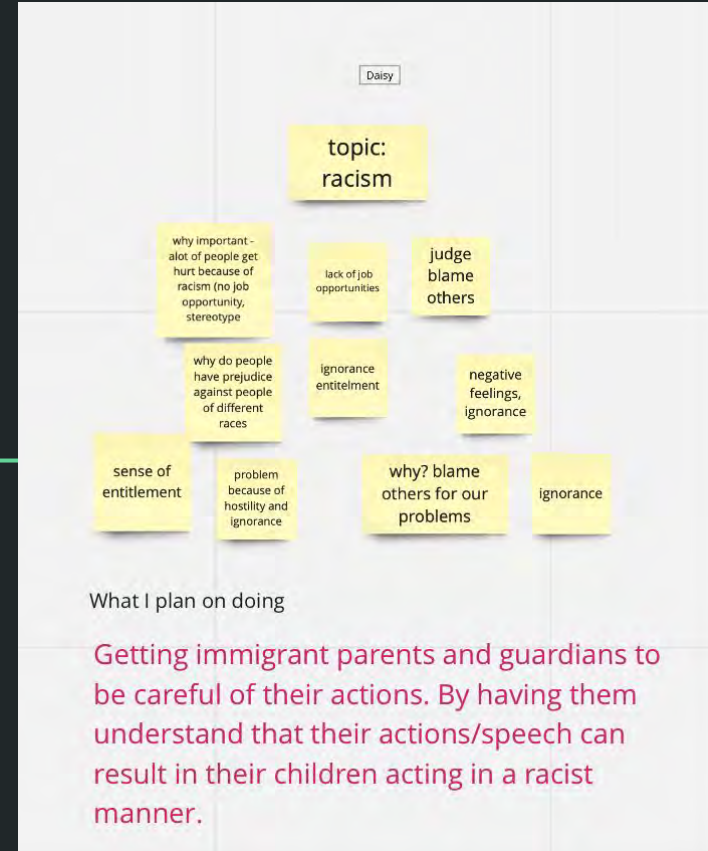 Daisy
topic:
racism
why important -
alot of people get
hurt because of
racism (no job
opportunity,
stereotype
lack of job
opportunities
judge
blame
others
why do people
have prejudice
against people
of different
races
ignorance
entitelment
negative
feelings,
ignorance
sense of
entitlement
problem
because of
hostility and
ignorance
why? blame
others for our
problems
ignorance
What I plan on doing
Getting immigrant parents and guardians to
be careful of their actions. By having them
understand that their actions/speech can
result in their children acting in a racist
manner.